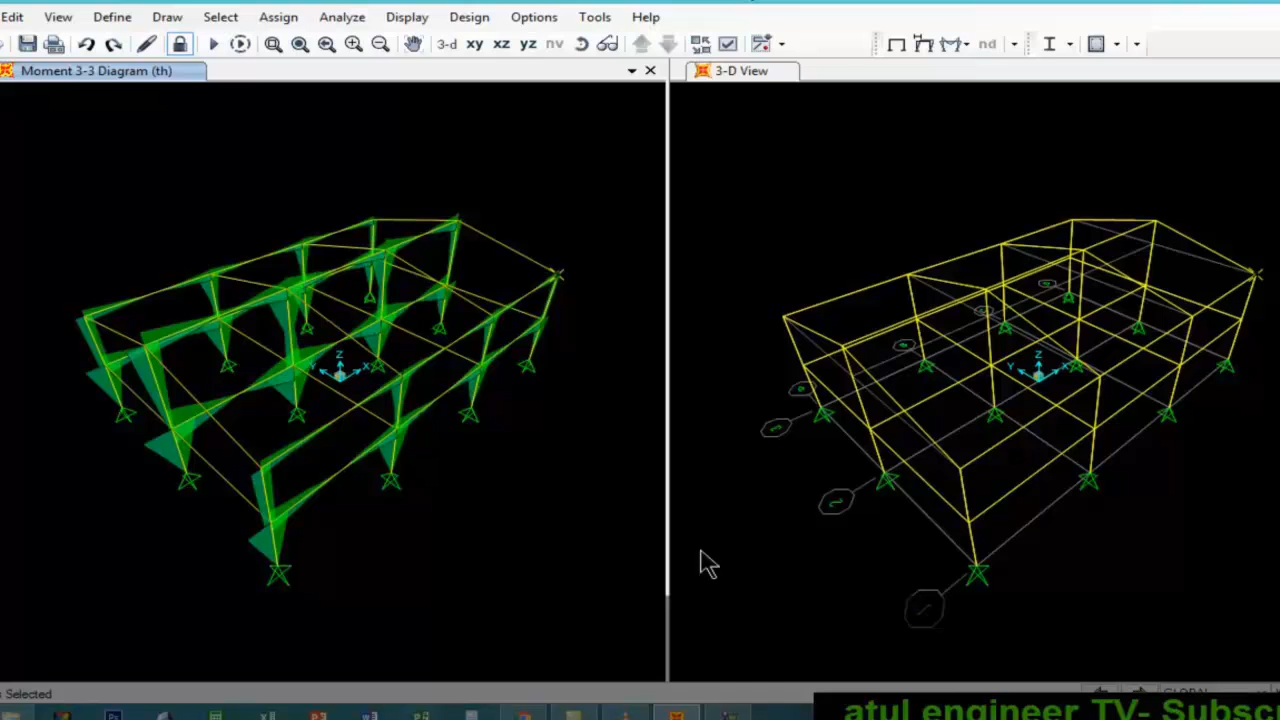 Edit View Define Draw Select Assign Analyze Display Design Options Tools Help
3-d xy xz yz nv nd
Moment 3-3 Diagram (th)
3-D View
Z
Y X
Z
Y X
Selected
GLOBAL
atul engineer TV- Subsc